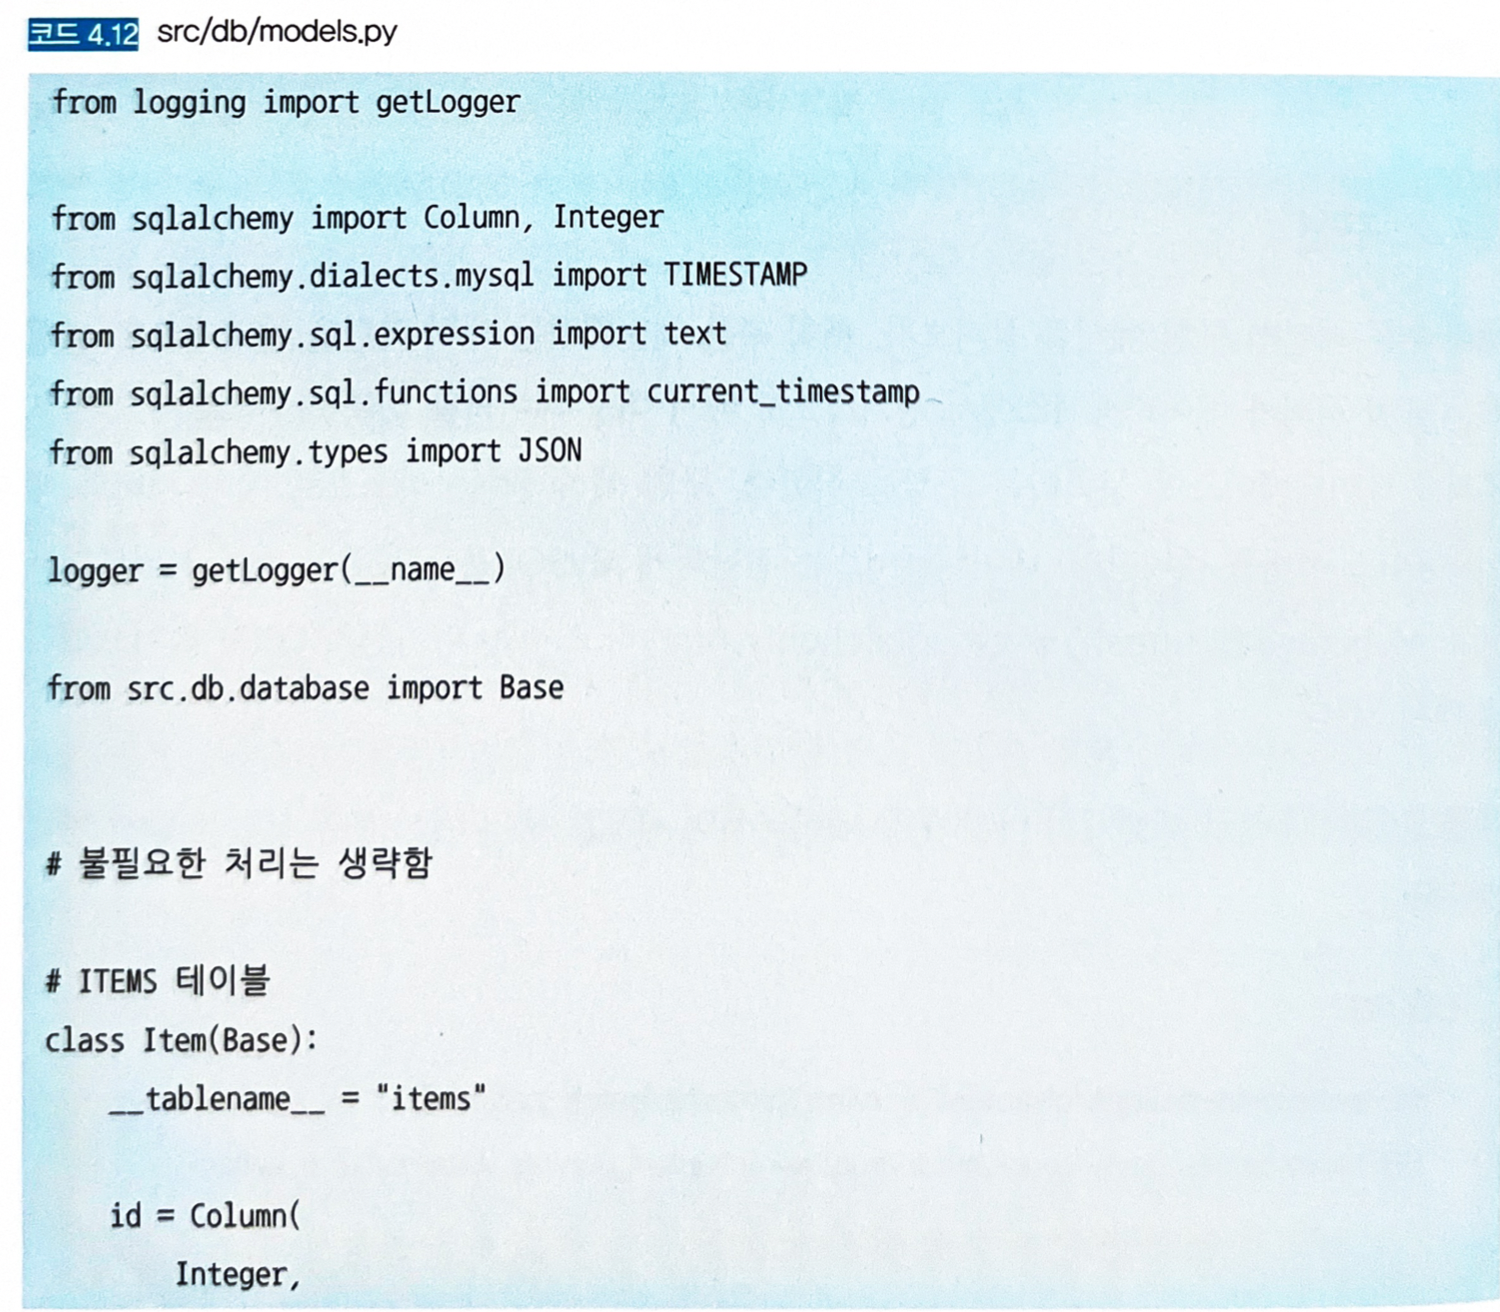 코드 4.12 src/db/models.py
from logging import getLogger
from sqlalchemy import Column, Integer
from sqlalchemy.dialects.mysql import TIMESTAMP
from sqlalchemy.sql.expression import text
from sqlalchemy.sql.functions import current_timestamp
from sqlalchemy.types import JSON
logger = getLogger(__name__)
from src.db.database import Base
# 불필요한 처리는 생략함
# ITEMS 테이블
class Item(Base):
    __tablename__ = "items"
    id = Column(
        Integer,